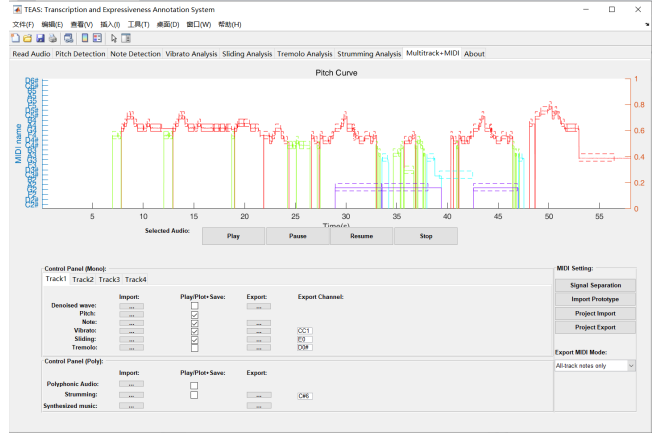 TEAS: Transcription and Expressiveness Annotation System
文件(F) 编辑(E) 查看(V) 插入(I) 工具(T) 桌面(D) 窗口(W) 帮助(H)
Read Audio Pitch Detection Note Detection Vibrato Analysis Sliding Analysis Tremolo Analysis Strumming Analysis Multitrack+MIDI About
Pitch Curve
MIDI name
1
0.8
0.6
0.4
0.2
0
5 10 15 20 25 30 35 40 45 50 55
Time(s)
Selected Audio: Play Pause Resume Stop
Control Panel (Mono):
Track1 Track2 Track3 Track4
Import: Play/Plot+Save: Export: Export Channel:
Denoised wave: ... ...
Pitch: ...
Note: ... ...
Vibrato: ... ... CC1
Sliding: ... ... E0
Tremolo: ... ... D0#
Control Panel (Poly):
Import: Play/Plot+Save: Export:
Polyphonic Audio: ...
Strumming: ... ... C#6
Synthesized music: ... ...
MIDI Setting:
Signal Separation
Import Prototype
Project Import
Project Export
Export MIDI Mode:
All-track notes only